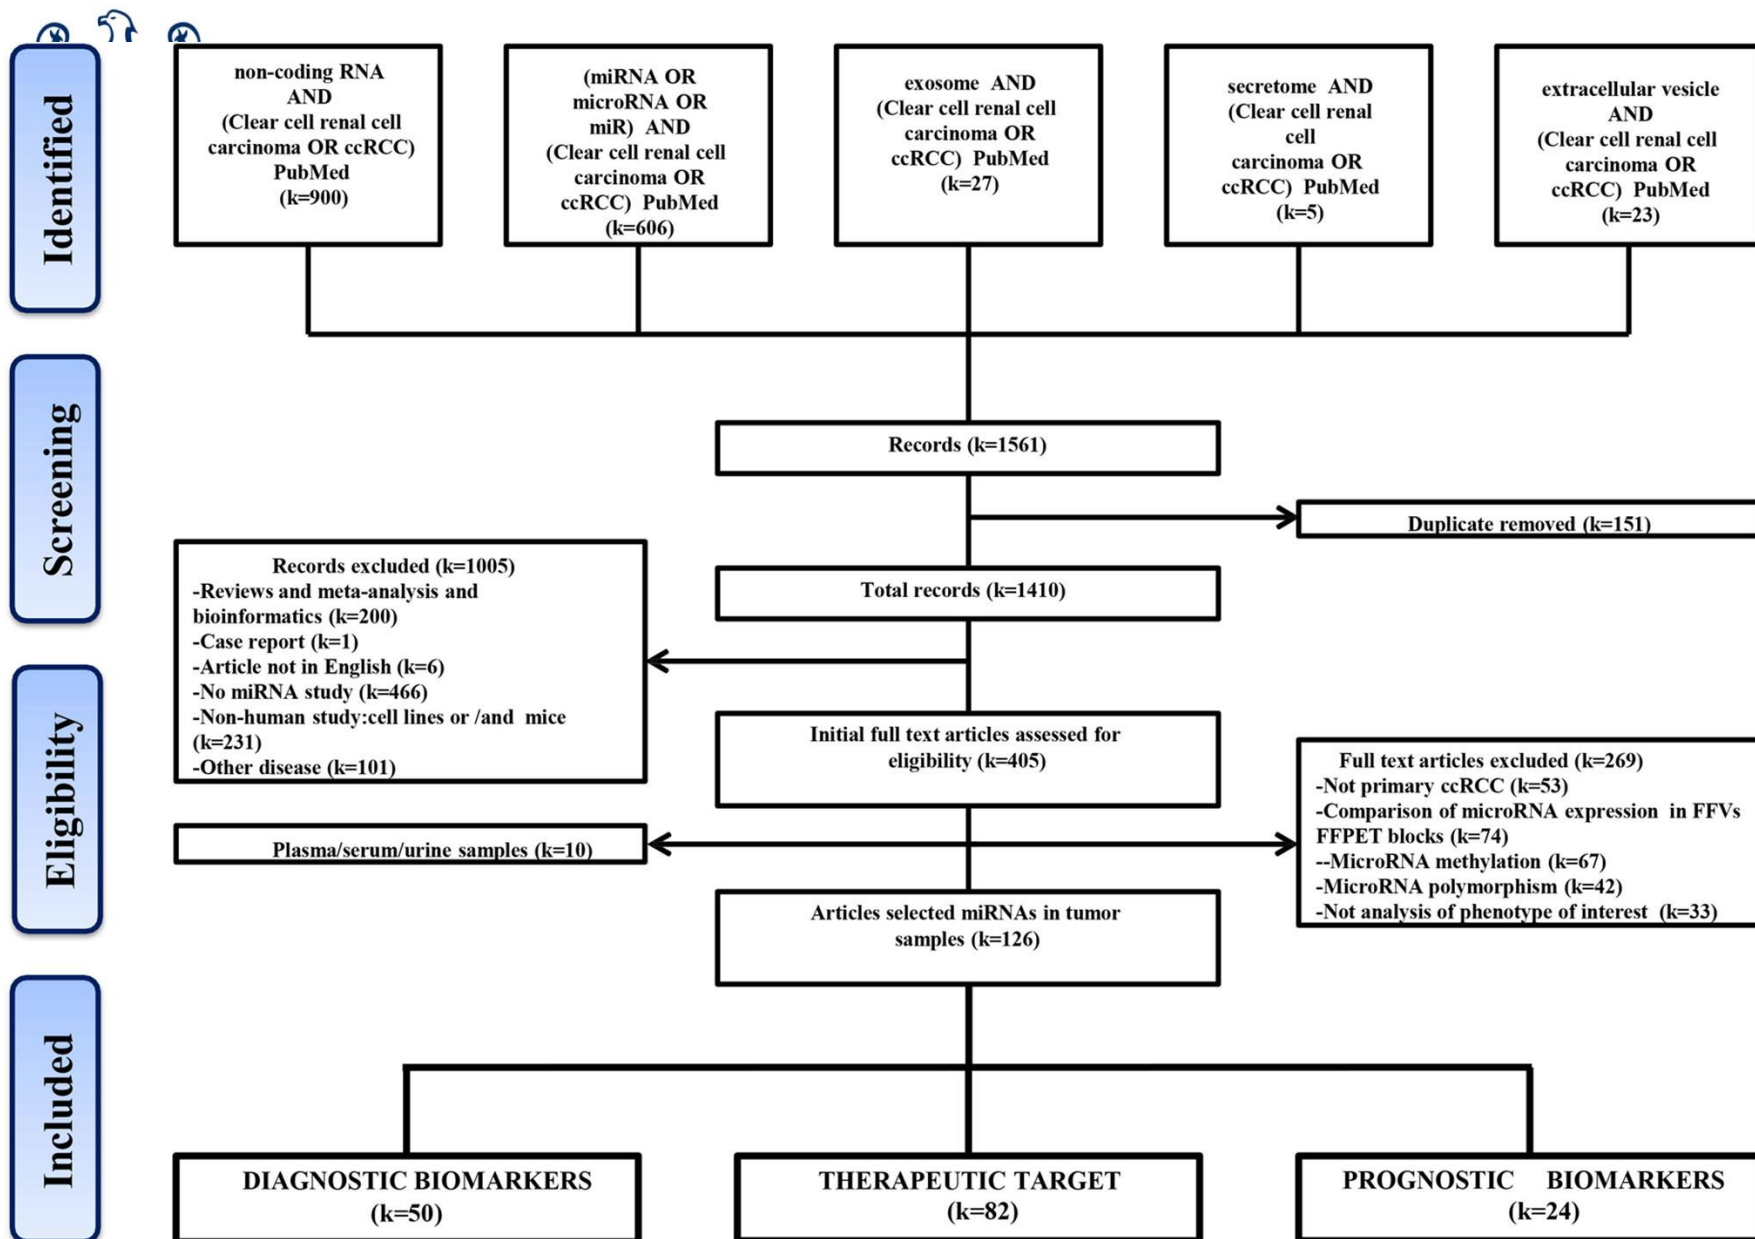 Identified
non-coding RNA
AND
(Clear cell renal cell
carcinoma OR ccRCC)
PubMed
(k=900)
(miRNA OR
microRNA OR
miR) AND
(Clear cell renal cell
carcinoma OR
ccRCC) PubMed
(k=606)
exosome AND
(Clear cell renal cell
carcinoma OR
ccRCC) PubMed
(k=27)
secretome AND
(Clear cell renal
cell
carcinoma OR
ccRCC) PubMed
(k=5)
extracellular vesicle
AND
(Clear cell renal cell
carcinoma OR
ccRCC) PubMed
(k=23)
Screening
Records (k=1561)
Duplicate removed (k=151)
Records excluded (k=1005)
-Reviews and meta-analysis and
bioinformatics (k=200)
-Case report (k=1)
-Article not in English (k=6)
-No miRNA study (k=466)
-Non-human study:cell lines or /and mice
(k=231)
-Other disease (k=101)
Total records (k=1410)
Eligibility
Initial full text articles assessed for
eligibility (k=405)
Full text articles excluded (k=269)
-Not primary ccRCC (k=53)
-Comparison of microRNA expression in FFVs
FFPET blocks (k=74)
--MicroRNA methylation (k=67)
-MicroRNA polymorphism (k=42)
-Not analysis of phenotype of interest (k=33)
Plasma/serum/urine samples (k=10)
Articles selected miRNAs in tumor
samples (k=126)
Included
DIAGNOSTIC BIOMARKERS
(k=50)
THERAPEUTIC TARGET
(k=82)
PROGNOSTIC BIOMARKERS
(k=24)